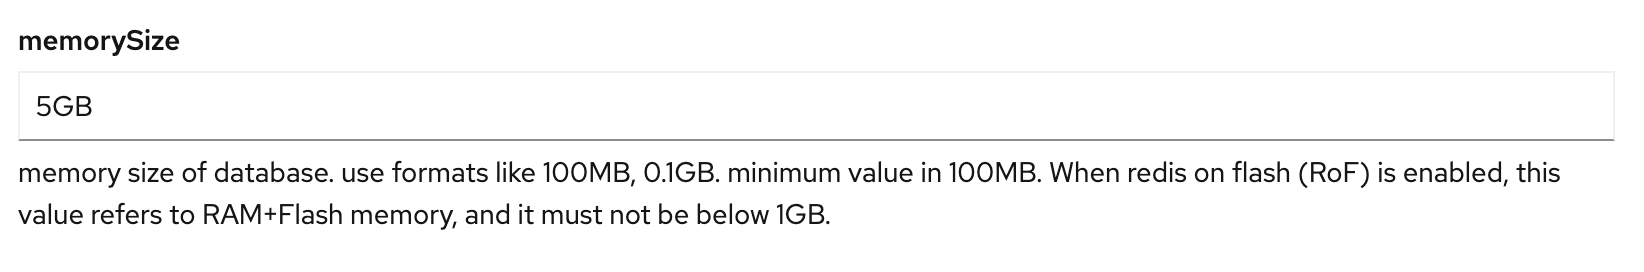 memorySize
5GB
memory size of database. use formats like 100MB, 0.1GB. minimum value in 100MB. When redis on flash (RoF) is enabled, this
value refers to RAM+Flash memory, and it must not be below 1GB.